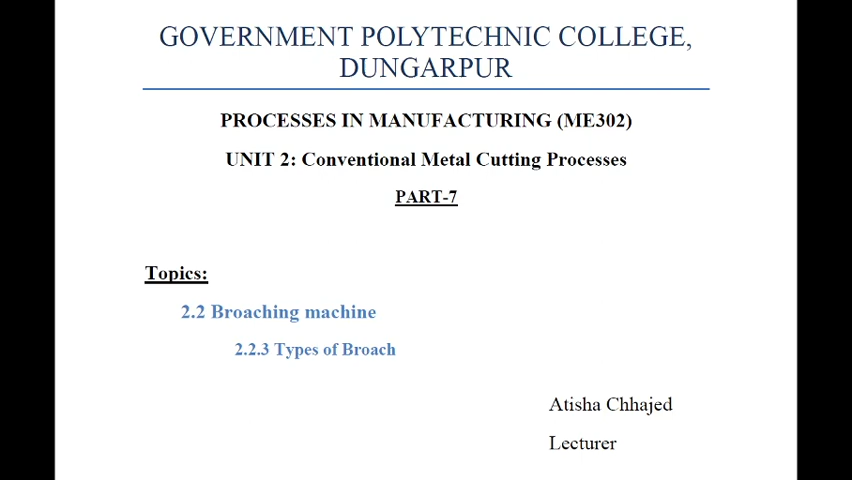 GOVERNMENT POLYTECHNIC COLLEGE,
DUNGARPUR
PROCESSES IN MANUFACTURING (ME302)
UNIT 2: Conventional Metal Cutting Processes
PART-7
Topics:
2.2 Broaching machine
2.2.3 Types of Broach
Atisha Chhajed
Lecturer